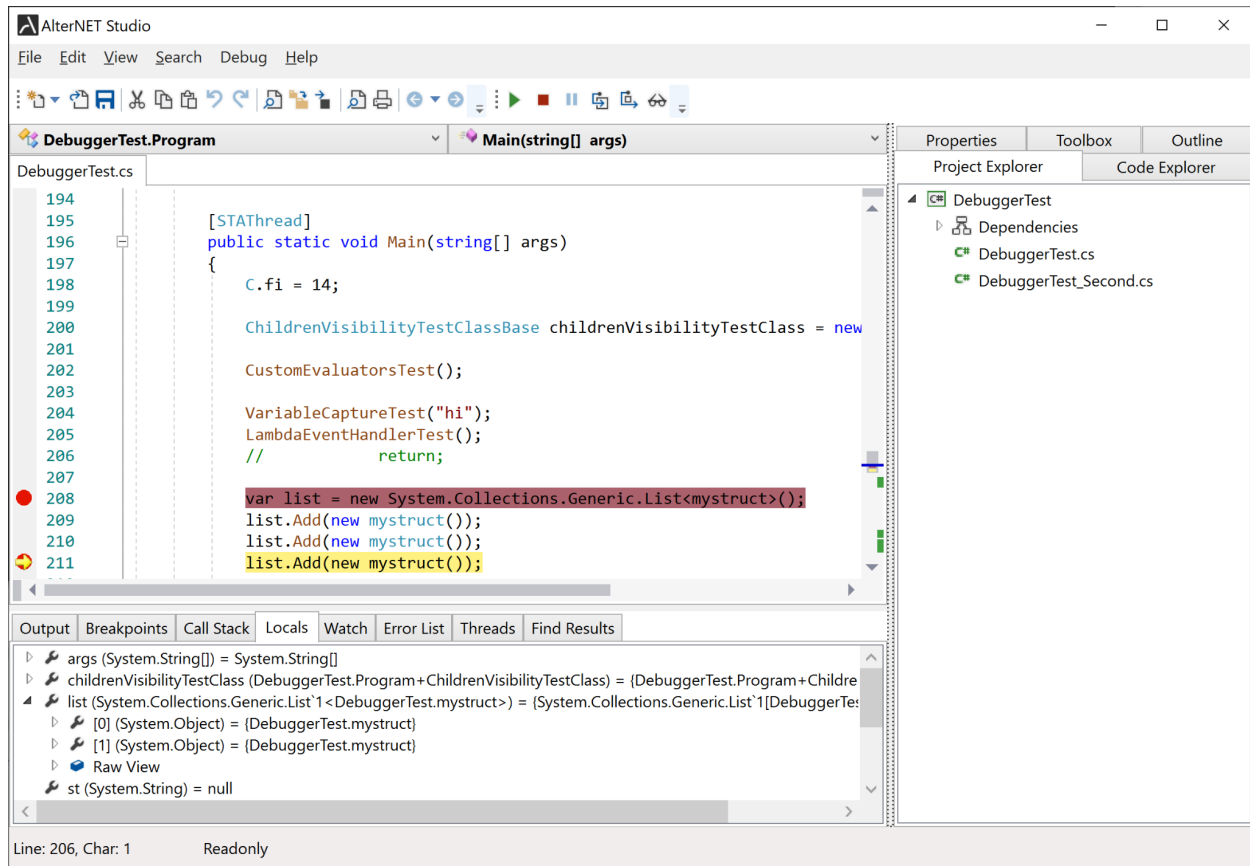 AlterNET Studio
File Edit View Search Debug Help
DebuggerTest.Program Main(string[] args)
DebuggerTest.cs
194
195 [STAThread]
196 public static void Main(string[] args)
197 {
198 C.fi = 14;
199
200 ChildrenVisibilityTestClassBase childrenVisibilityTestClass = new
201
202 CustomEvaluatorsTest();
203
204 VariableCaptureTest("hi");
205 LambdaEventHandlerTest();
206 // return;
207
208 var list = new System.Collections.Generic.List<mystruct>();
209 list.Add(new mystruct());
210 list.Add(new mystruct());
211 list.Add(new mystruct());
Properties Toolbox Outline
Project Explorer Code Explorer
C# DebuggerTest
Dependencies
C# DebuggerTest.cs
C# DebuggerTest_Second.cs
Output Breakpoints Call Stack Locals Watch Error List Threads Find Results
args (System.String[]) = System.String[]
childrenVisibilityTestClass (DebuggerTest.Program+ChildrenVisibilityTestClass) = {DebuggerTest.Program+Childre
list (System.Collections.Generic.List`1<DebuggerTest.mystruct>) = {System.Collections.Generic.List`1[DebuggerTes
[0] (System.Object) = {DebuggerTest.mystruct}
[1] (System.Object) = {DebuggerTest.mystruct}
Raw View
st (System.String) = null
Line: 206, Char: 1 Readonly